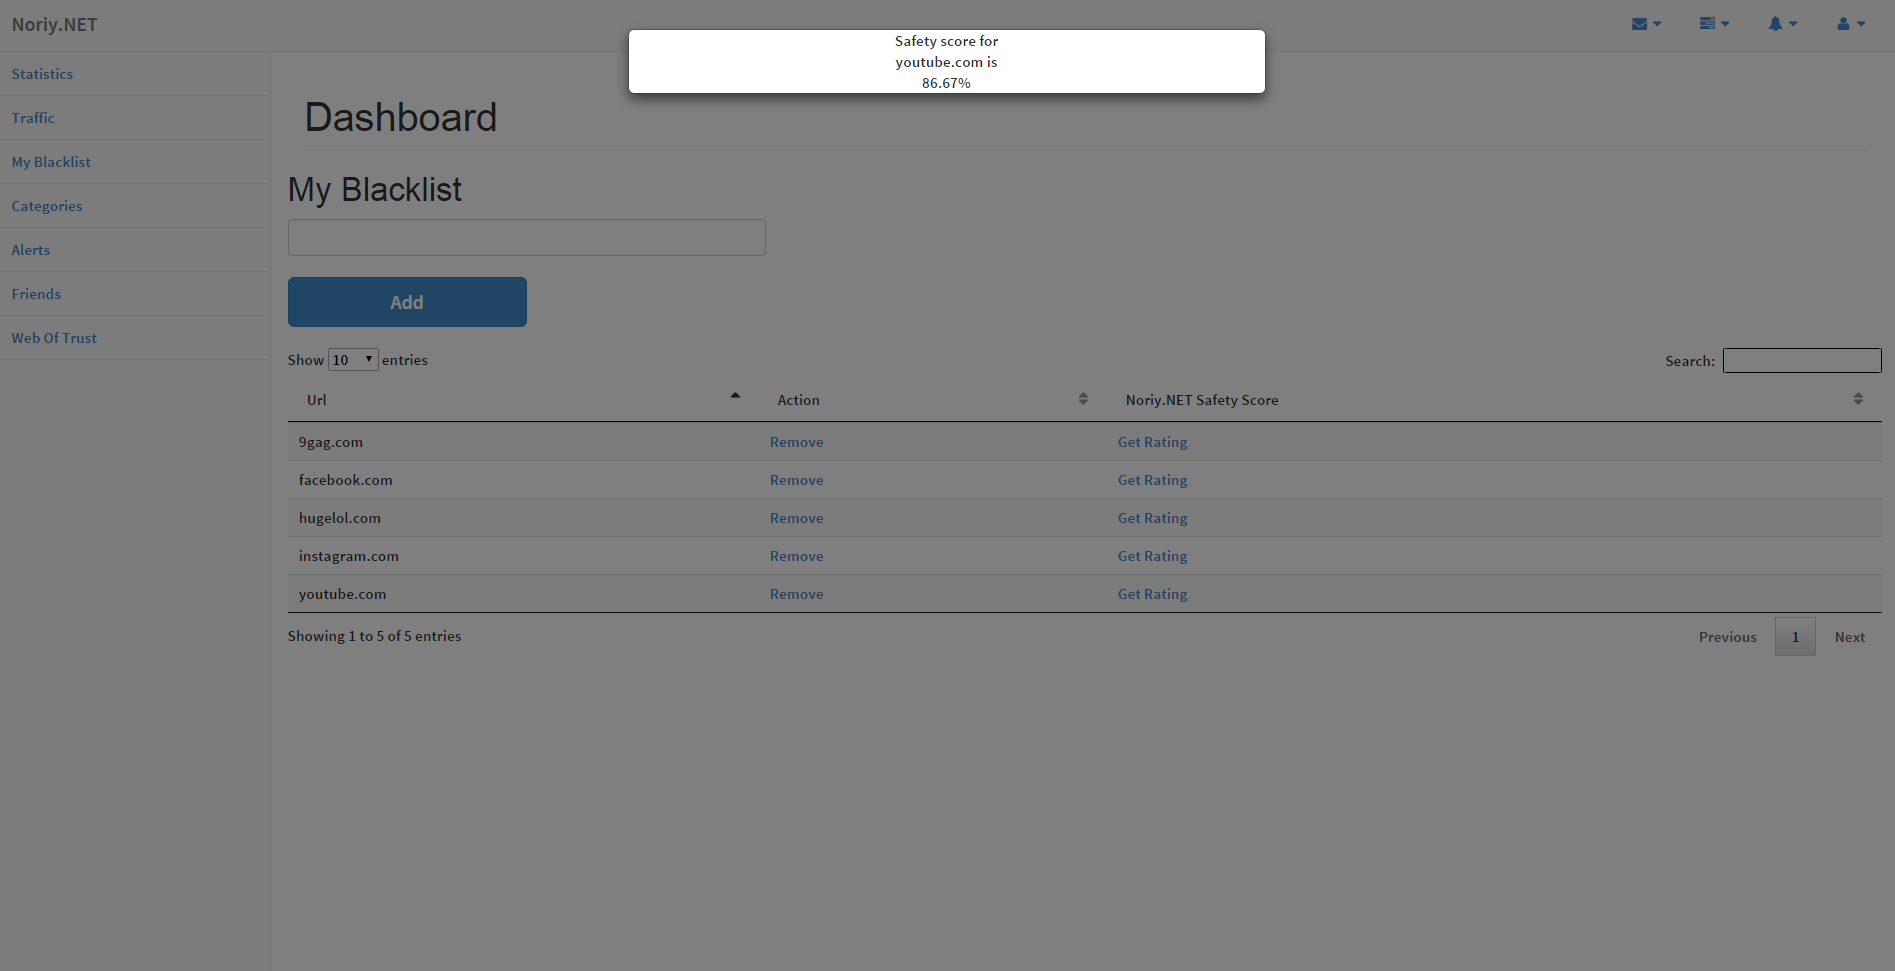 Noriy.NET
Safety score for
youtube.com is
86.67%
Statistics
Traffic
My Blacklist
Categories
Alerts
Friends
Web Of Trust
Dashboard
My Blacklist
Add
Show 10 entries
Search:
Url Action Noriy.NET Safety Score
9gag.com Remove Get Rating
facebook.com Remove Get Rating
hugelol.com Remove Get Rating
instagram.com Remove Get Rating
youtube.com Remove Get Rating
Showing 1 to 5 of 5 entries
Previous 1 Next